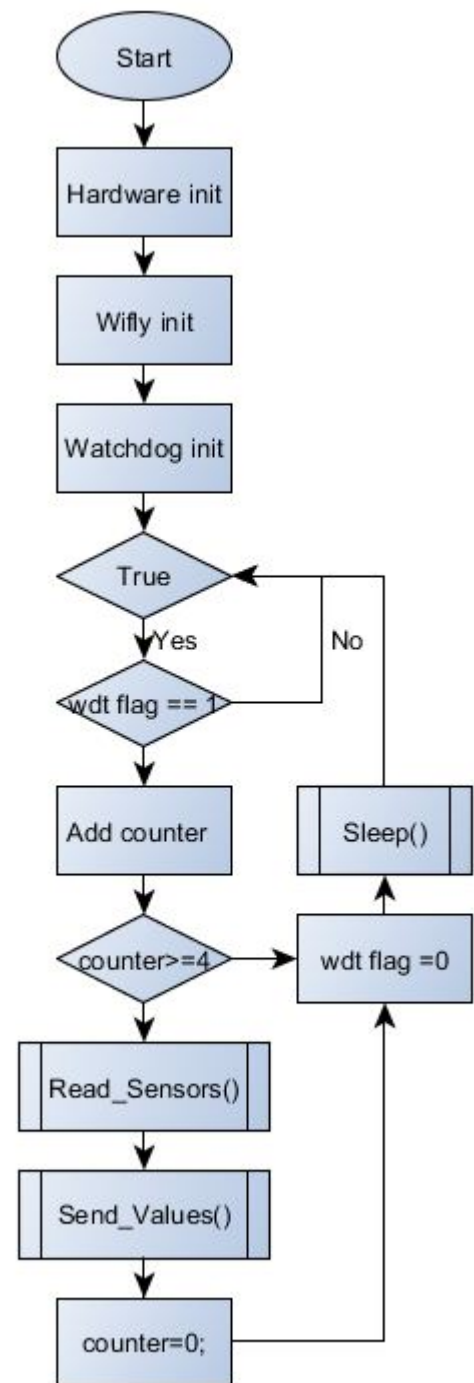 Start
Hardware init
Wifly init
Watchdog init
True
Yes
No
wdt flag == 1
Add counter
Sleep()
counter>=4
wdt flag =0
Read_Sensors()
Send_Values()
counter=0;